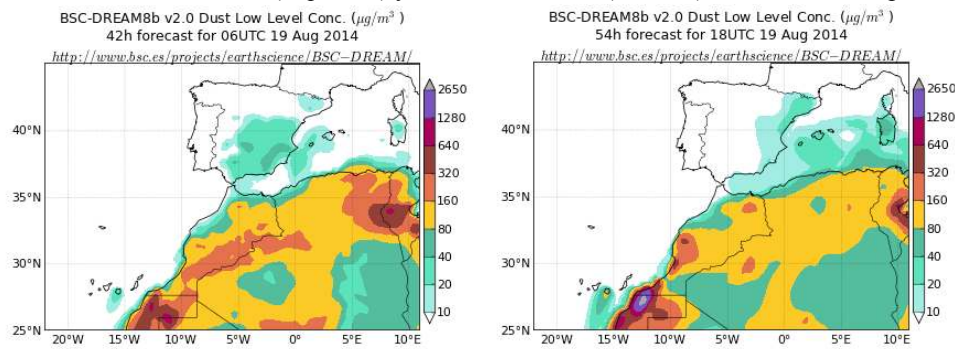 BSC-DREAM8b v2.0 Dust Low Level Conc. (μg/m³)
42h forecast for 06UTC 19 Aug 2014
http://www.bsc.es/projects/earthscience/BSC-DREAM/
40°N
35°N
30°N
25°N
20°W
15°W
10°W
5°W
0°
5°E
10°E
2650
1280
640
320
160
80
40
20
10
BSC-DREAM8b v2.0 Dust Low Level Conc. (μg/m³)
54h forecast for 18UTC 19 Aug 2014
http://www.bsc.es/projects/earthscience/BSC-DREAM/
40°N
35°N
30°N
25°N
20°W
15°W
10°W
5°W
0°
5°E
10°E
2650
1280
640
320
160
80
40
20
10